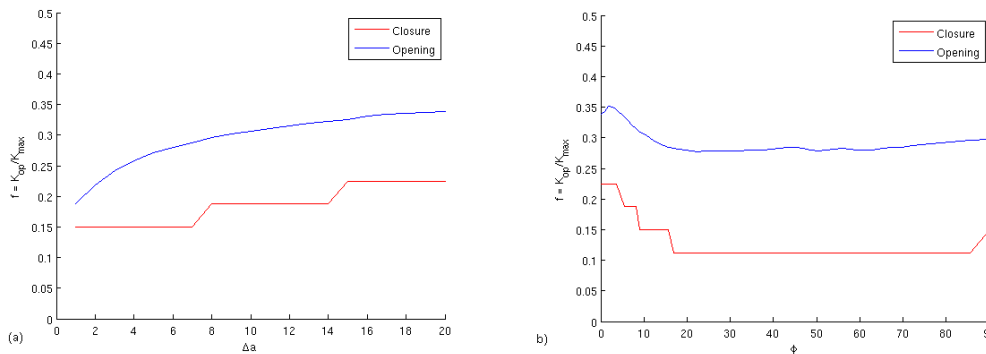 0.5
0.45
0.4
0.35
0.3
0.25
0.2
0.15
0.1
0.05
0
f = K_op/K_max
Closure
Opening
0 2 4 6 8 10 12 14 16 18 20
Δa
(a)
0.5
0.45
0.4
0.35
0.3
0.25
0.2
0.15
0.1
0.05
0
f = K_op/K_max
Closure
Opening
0 10 20 30 40 50 60 70 80
ϕ
b)